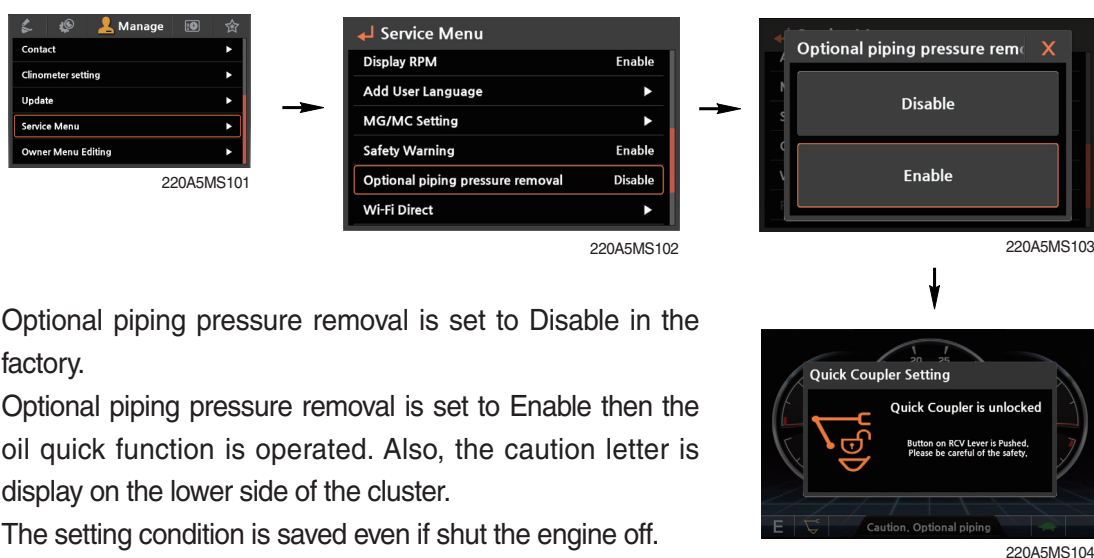 Manage
Contact
Clinometer setting
Update
Service Menu
Owner Menu Editing
220A5MS101
Service Menu
Display RPM Enable
Add User Language
MG/MC Setting
Safety Warning Enable
Optional piping pressure removal Disable
Wi-Fi Direct
220A5MS102
Optional piping pressure rem
X
Disable
Enable
220A5MS103
Optional piping pressure removal is set to Disable in the
factory.
Optional piping pressure removal is set to Enable then the
oil quick function is operated. Also, the caution letter is
display on the lower side of the cluster.
The setting condition is saved even if shut the engine off.
20 25
Quick Coupler Setting
Quick Coupler is unlocked
Button on RCV Lever is Pushed.
Please be careful of the safety.
E Caution, Optional piping
220A5MS104